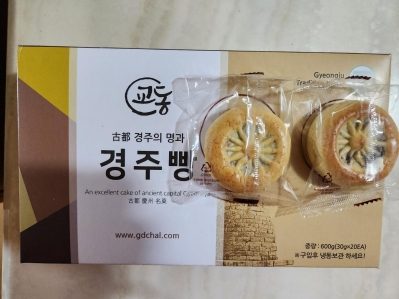 교동
Gyeongju
古都 경주의 명과
경주빵
An excellent cake of ancient capital
古都 慶州 名菓
www.gdchal.com
중량 : 600g(30g×20EA)
※구입후 냉동보관 하세요!